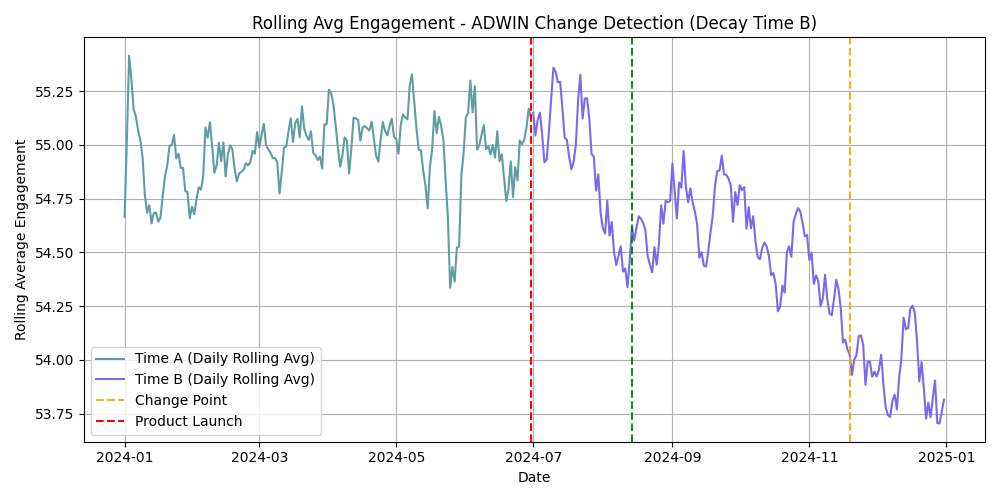 Rolling Avg Engagement - ADWIN Change Detection (Decay Time B)
Rolling Average Engagement
55.25
55.00
54.75
54.50
54.25
54.00
53.75
Time A (Daily Rolling Avg)
Time B (Daily Rolling Avg)
Change Point
Product Launch
2024-01
2024-03
2024-05
2024-07
2024-09
2024-11
2025-01
Date